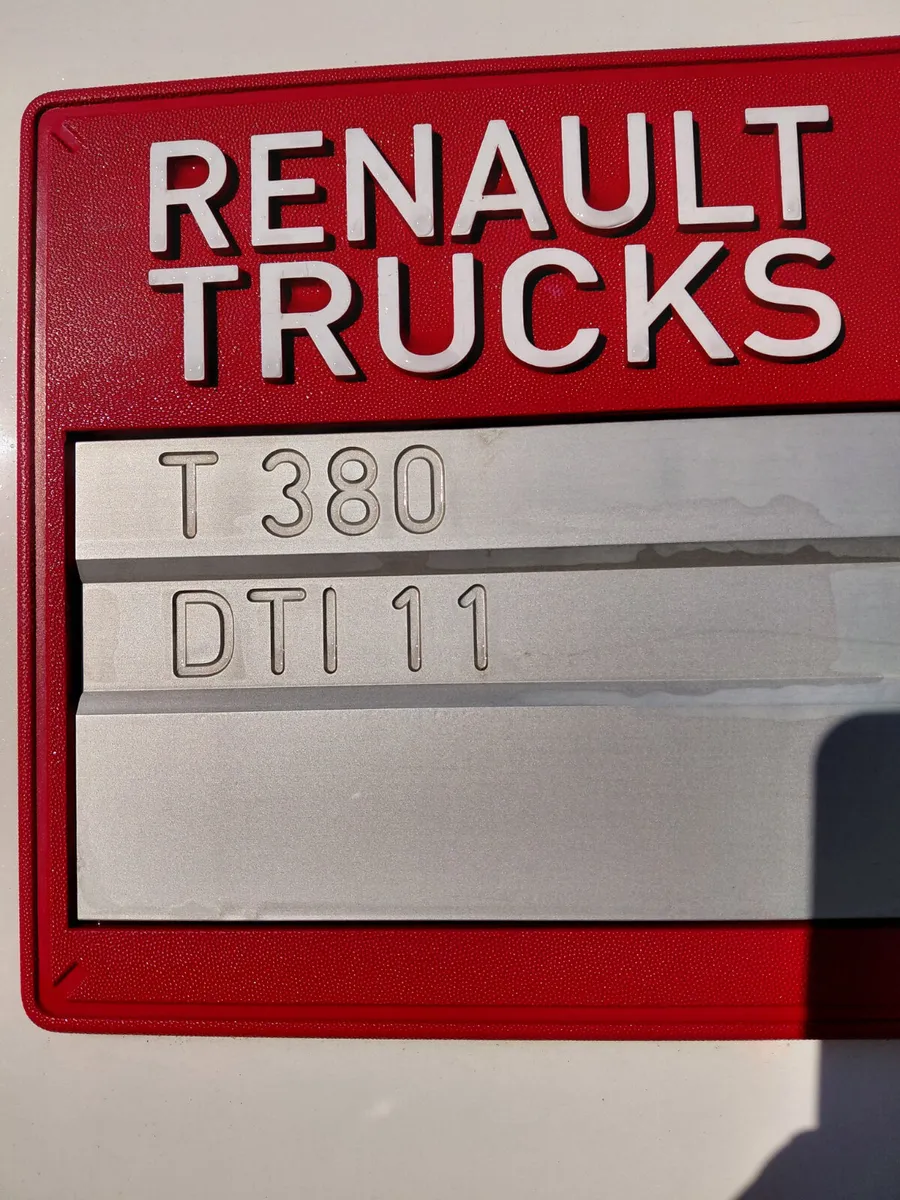 RENAULT
TRUCKS
T 380
DTI 11